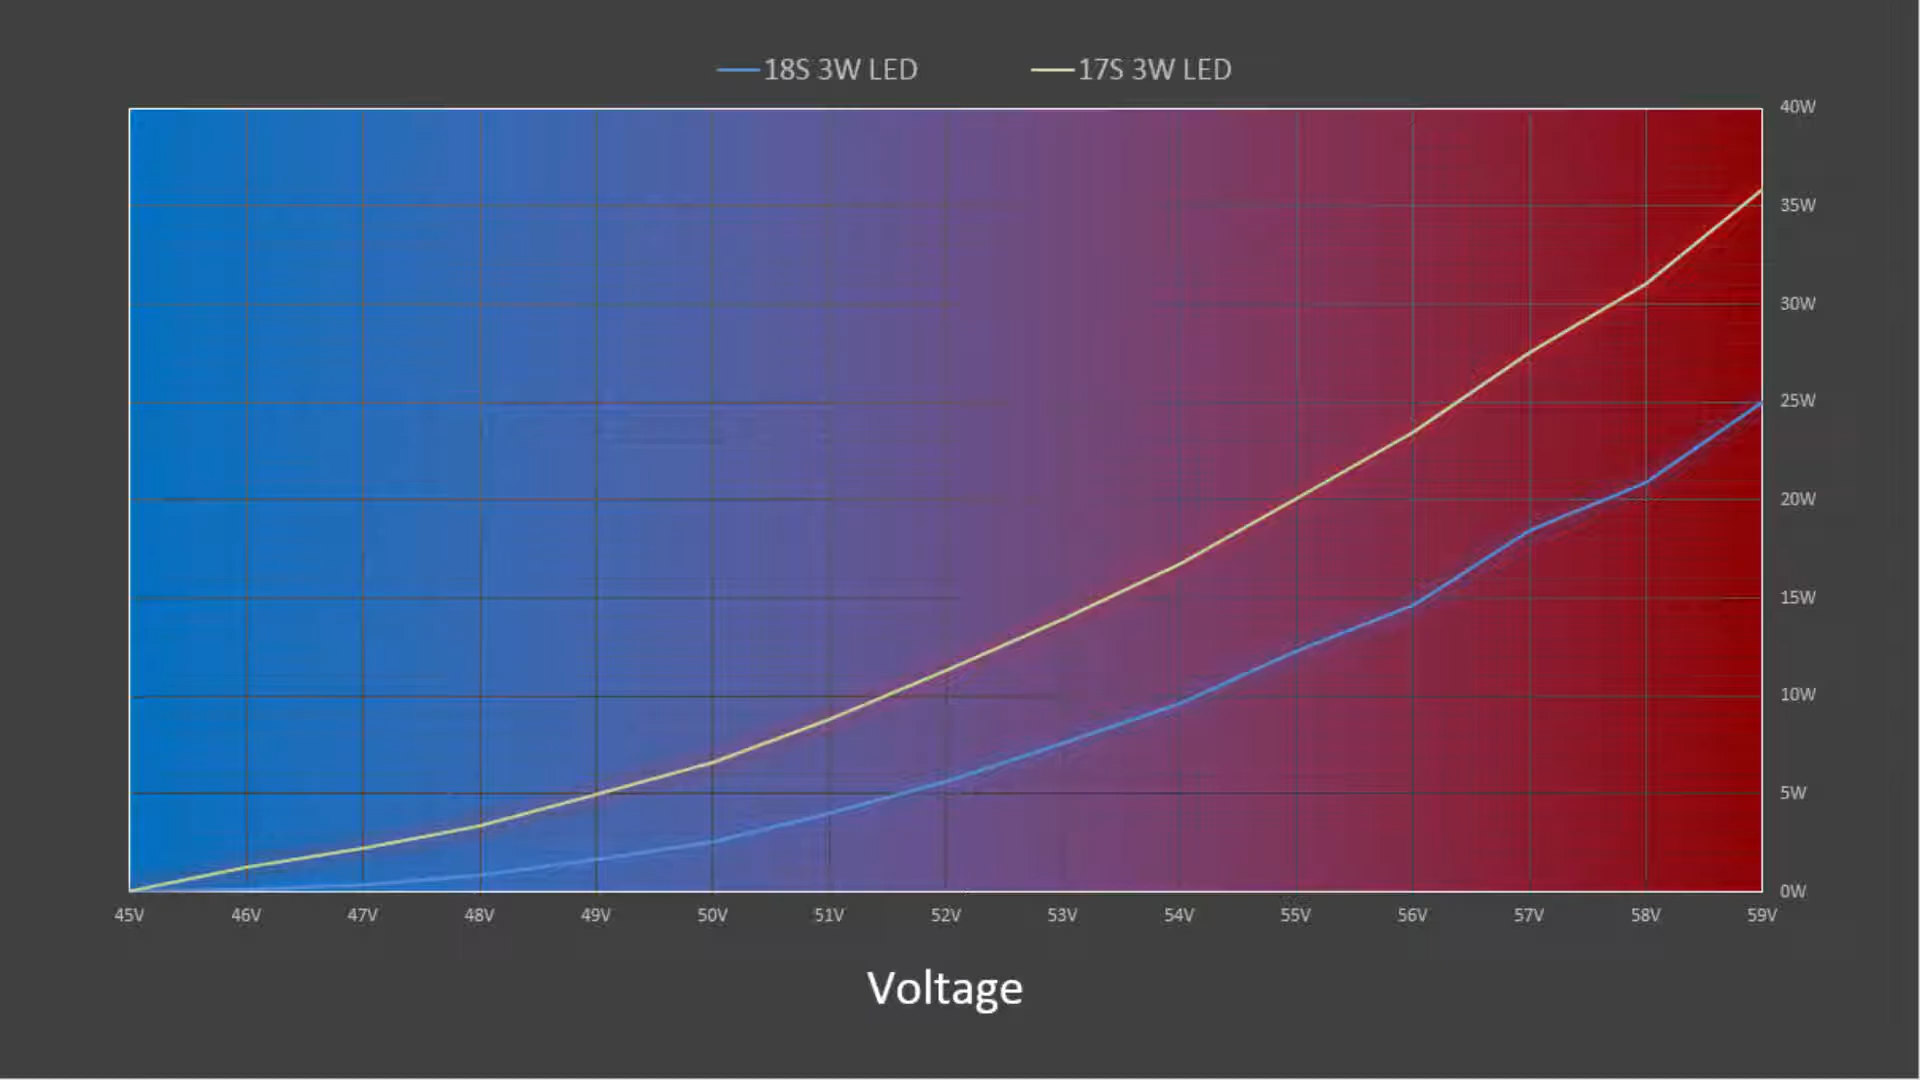 18S 3W LED 17S 3W LED
40W
35W
30W
25W
20W
15W
10W
5W
0W
45V 46V 47V 48V 49V 50V 51V 52V 53V 54V 55V 56V 57V 58V 59V
Voltage